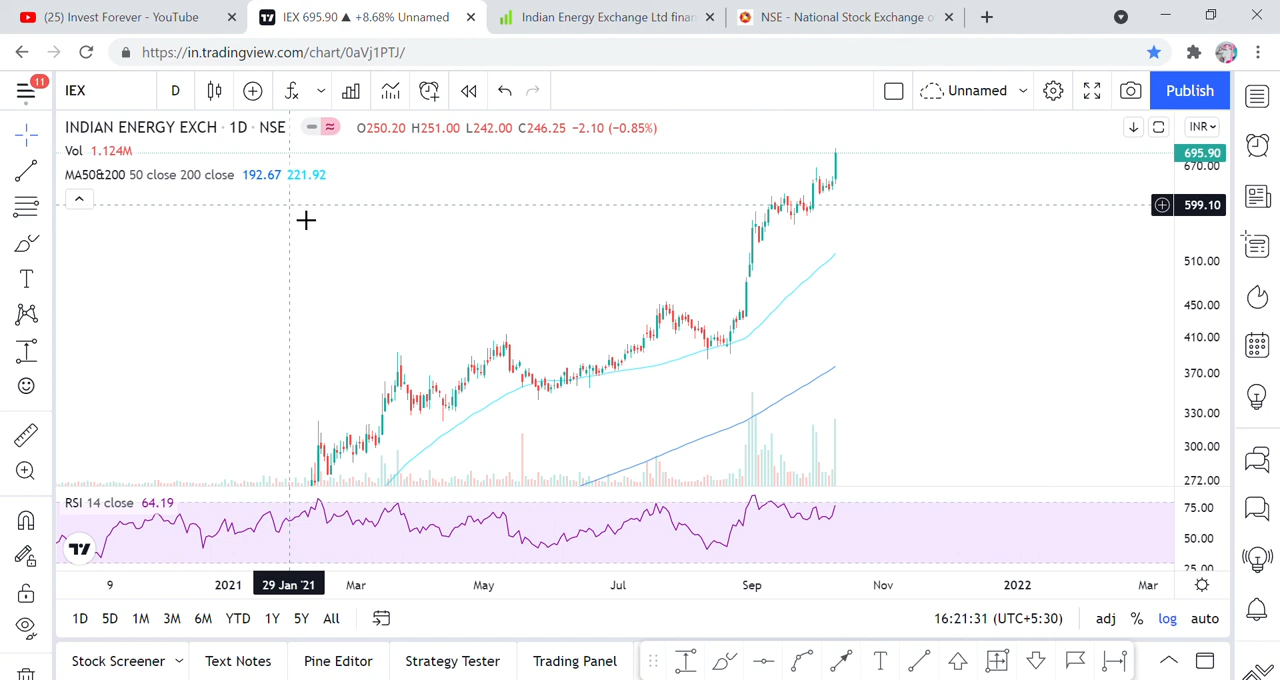 (25) Invest Forever - YouTube
IEX 695.90 ▲ +8.68% Unnamed
Indian Energy Exchange Ltd finan
NSE - National Stock Exchange o
https://in.tradingview.com/chart/0aVj1PTJ/
11
IEX
D
Unnamed
Publish
INDIAN ENERGY EXCH · 1D · NSE
O250.20 H251.00 L242.00 C246.25 −2.10 (−0.85%)
INR
Vol 1.124M
MA50&200 50 close 200 close 192.67 221.92
695.90
670.00
599.10
510.00
450.00
410.00
370.00
330.00
300.00
272.00
RSI 14 close 64.19
75.00
50.00
25.00
9 2021 29 Jan '21 Mar May Jul Sep Nov 2022 Mar
1D 5D 1M 3M 6M YTD 1Y 5Y All
16:21:31 (UTC+5:30)
adj % log auto
Stock Screener
Text Notes
Pine Editor
Strategy Tester
Trading Panel